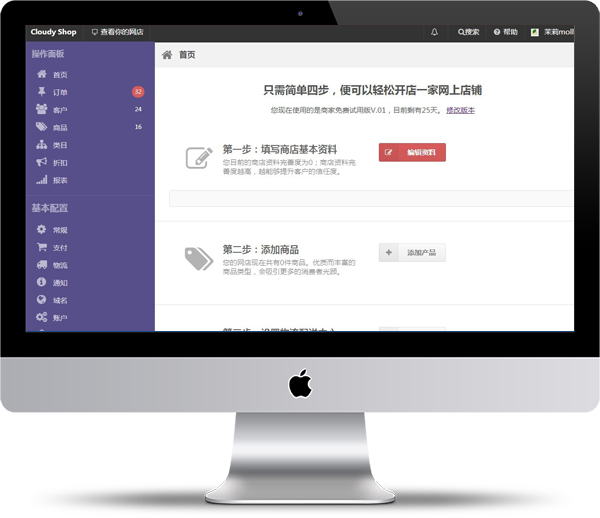 Cloudy Shop
查看你的网店
搜索
帮助
茉莉moll
操作面板
首页
首页
订单
32
客户
24
商品
16
类目
折扣
报表
基本配置
常规
支付
物流
通知
域名
账户
只需简单四步，便可以轻松开店一家网上店铺
您现在使用的是商家免费试用版V.01，目前剩有25天。 修改版本
第一步：填写商店基本资料
您目前的商店资料完善度为0；商店资料完
善度越高，越能够提升客户的信任度。
编辑资料
第二步：添加商品
您的网店现在共有0件商品。优质而丰富的
商品类型，会吸引更多的消费者光顾。
添加产品